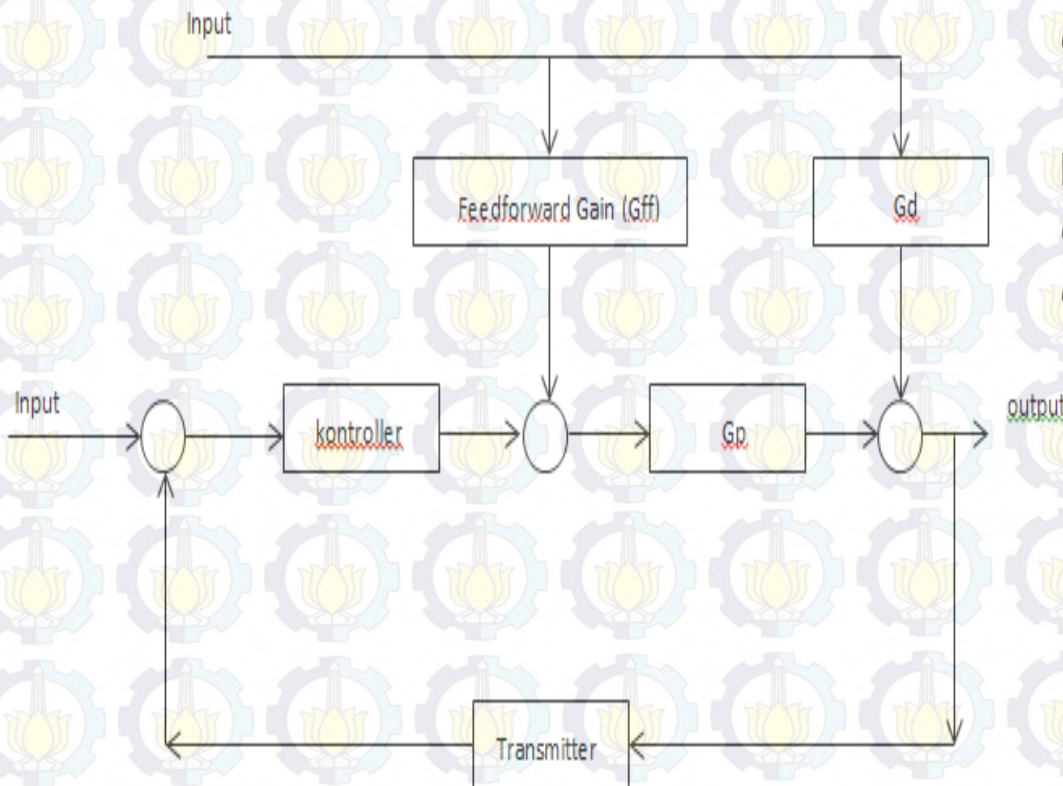 Input
Feedforward Gain (Gff)
Gd
Input
kontroller
Gp
output
Transmitter